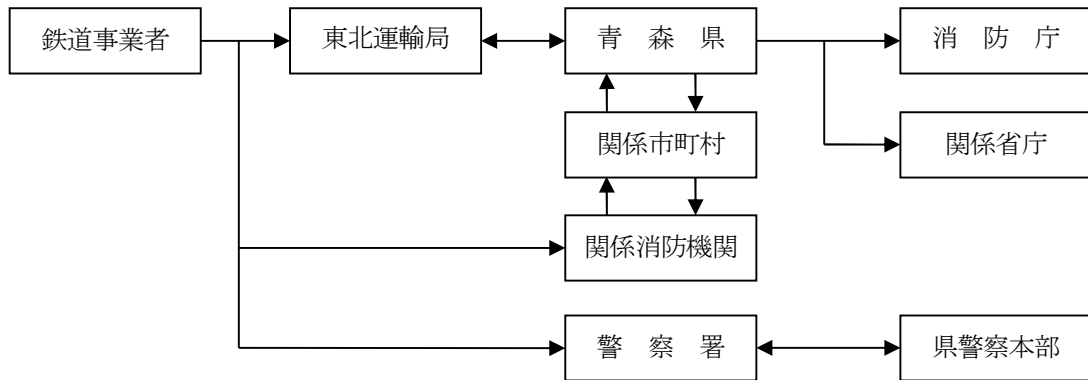 鉄道事業者
東北運輸局
青　森　県
消　防　庁
関係市町村
関係省庁
関係消防機関
警　察　署
県警察本部